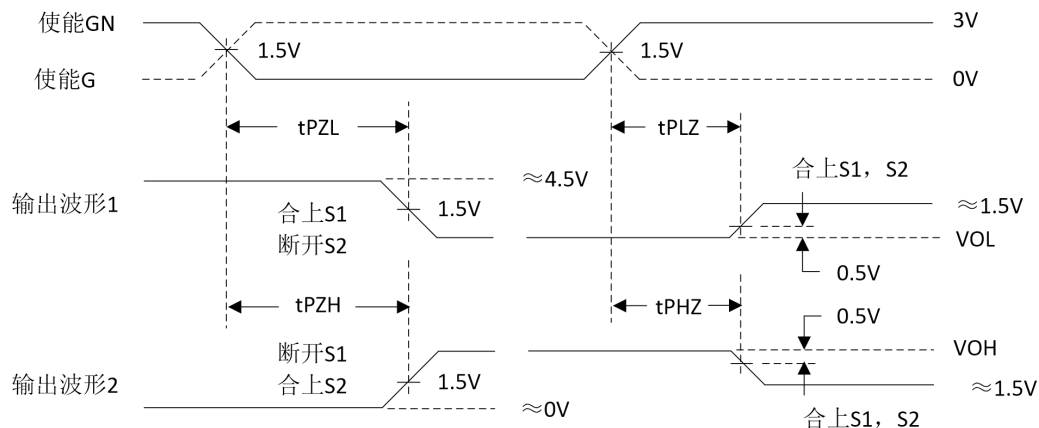 使能GN
3V
1.5V
1.5V
使能G
0V
tPZL
tPLZ
≈4.5V
合上S1，S2
输出波形1
合上S1
断开S2
1.5V
≈1.5V
VOL
0.5V
tPZH
tPHZ
0.5V
断开S1
合上S2
VOH
输出波形2
1.5V
≈1.5V
≈0V
合上S1，S2